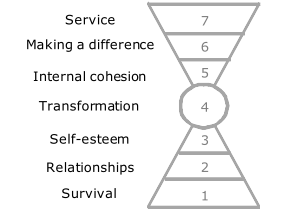 Service 7
Making a difference 6
Internal cohesion 5
Transformation 4
Self-esteem 3
Relationships 2
Survival 1